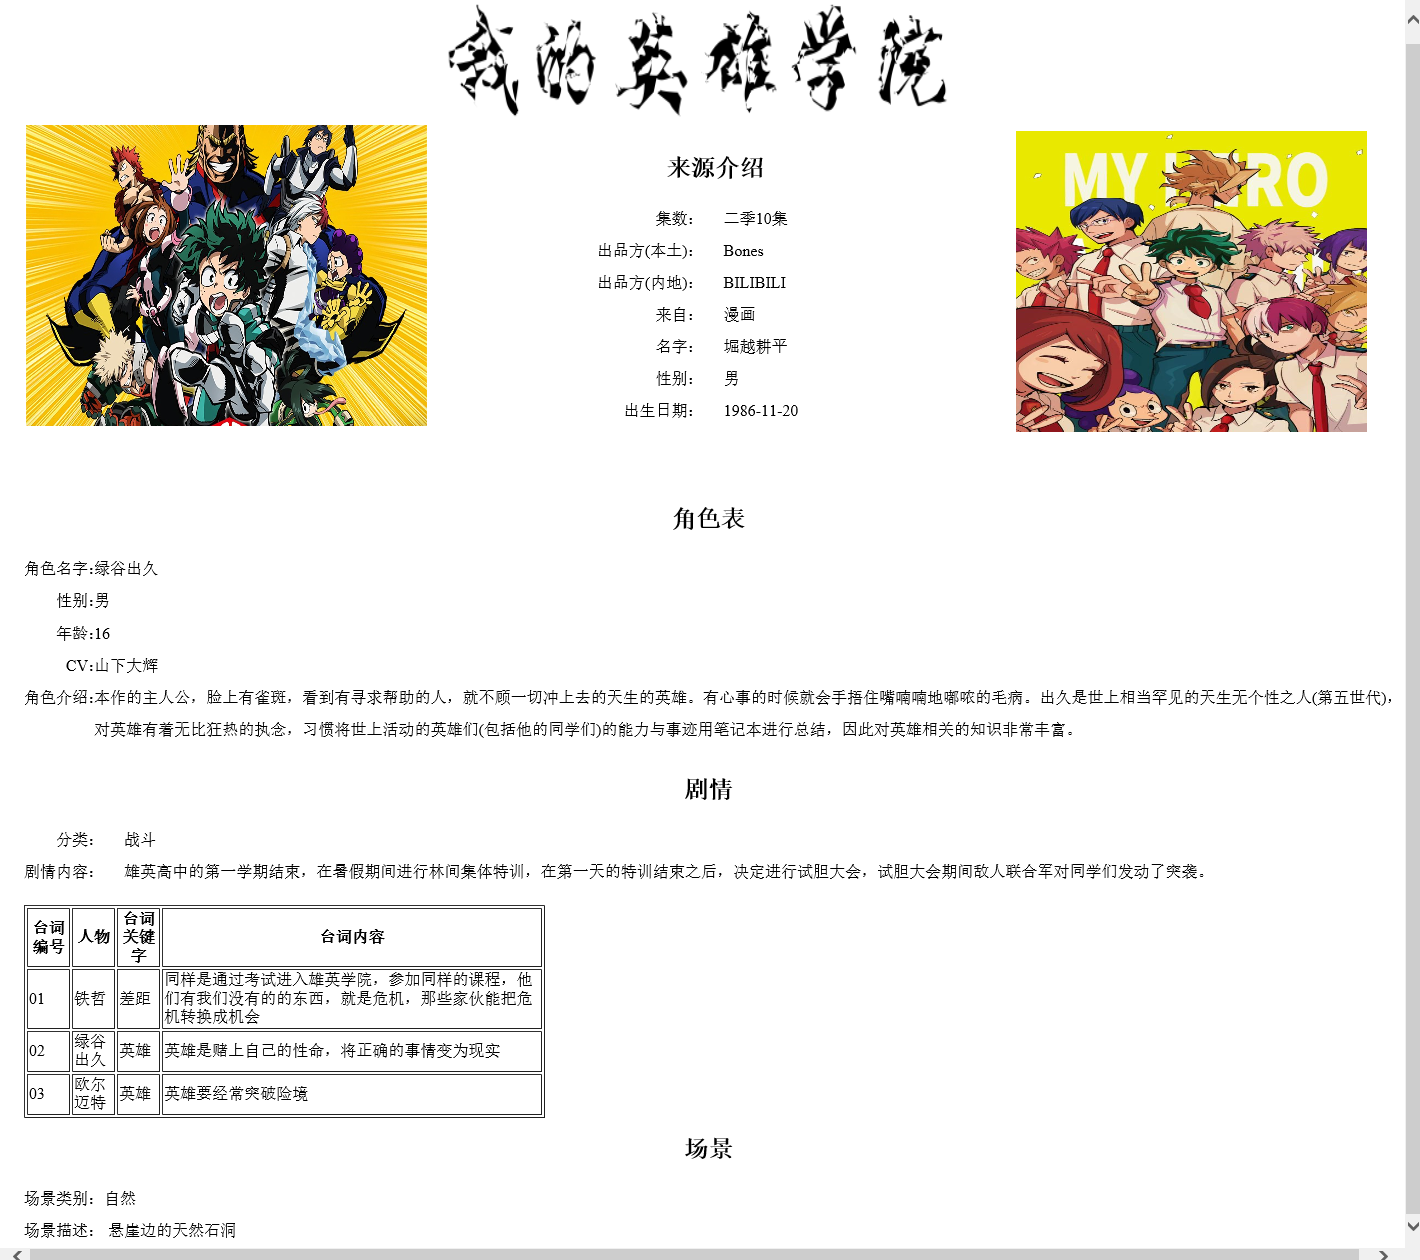 我的英雄学院
MY HERO
来源介绍
集数： 二季10集
出品方(本土)： Bones
出品方(内地)： BILIBILI
来自： 漫画
名字： 堀越耕平
性别： 男
出生日期： 1986-11-20
角色表
角色名字:绿谷出久
性别:男
年龄:16
CV:山下大辉
角色介绍:本作的主人公，脸上有雀斑，看到有寻求帮助的人，就不顾一切冲上去的天生的英雄。有心事的时候就会手捂住嘴喃喃地嘟哝的毛病。出久是世上相当罕见的天生无个性之人(第五世代)，
对英雄有着无比狂热的执念，习惯将世上活动的英雄们(包括他的同学们)的能力与事迹用笔记本进行总结，因此对英雄相关的知识非常丰富。
剧情
分类： 战斗
剧情内容： 雄英高中的第一学期结束，在暑假期间进行林间集体特训，在第一天的特训结束之后，决定进行试胆大会，试胆大会期间敌人联合军对同学们发动了突袭。
台词编号 人物 台词关键字 台词内容
01 铁哲 差距 同样是通过考试进入雄英学院，参加同样的课程，他
们有我们没有的的东西，就是危机，那些家伙能把危
机转换成机会
02 绿谷出久 英雄 英雄是赌上自己的性命，将正确的事情变为现实
03 欧尔迈特 英雄 英雄要经常突破险境
场景
场景类别：自然
场景描述： 悬崖边的天然石洞